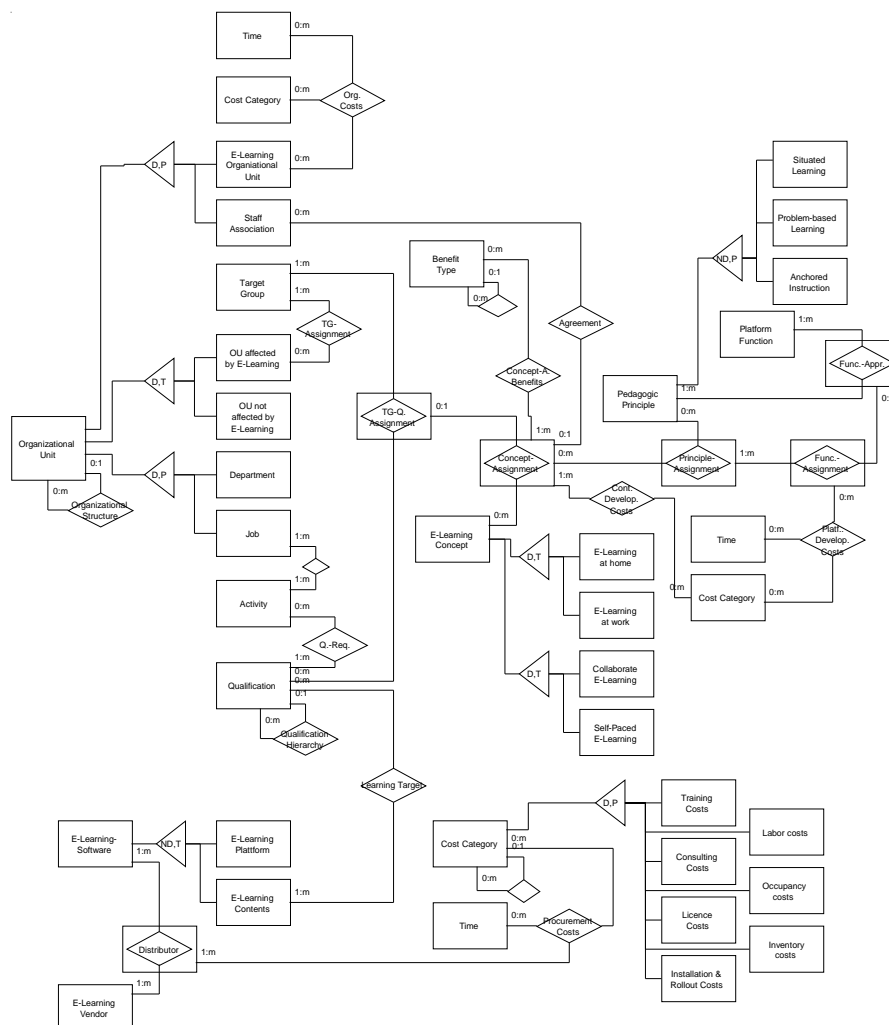 0:m
Time
0:m
Cost Category
Org.
Costs
D,P
E-Learning
Organiational
Unit
0:m
Situated
Learning
Staff
Association
0:m
Problem-based
Learning
ND,P
Benefit
Type
0:m
0:1
0:m
Target
Group
1:m
1:m
Anchored
Instruction
TG-
Assignment
Agreement
Platform
Function
1:m
OU affected
by E-Learning
0:m
Func.-Appr.
D,T
Concept-A.
Benefits
Pedagogic
Principle
1:m
0:m
OU not
affected by
E-Learning
TG-Q.
Assignment
0:1
0:
Organizational
Unit
0:1
0:m
Organizational
Structure
D,P
Department
1:m
0:1
0:m
1:m
Concept-
Assignment
Principle-
Assignment
1:m
Func.-
Assignment
Cont.
Develop.
Costs
0:m
0:m
Job
1:m
E-Learning
Concept
D,T
E-Learning
at home
Time
0:m
Platf..
Develop.
Costs
1:m
Activity
0:m
E-Learning
at work
0:m
Cost Category
0:m
Q.-Req.
1:m
0:m
0:m
0:1
Qualification
0:m
Qualification
Hierarchy
D,T
Collaborate
E-Learning
Self-Paced
E-Learning
Learning Target
D,P
Training
Costs
E-Learning-
Software
1:m
ND,T
E-Learning
Plattform
Cost Category
0:m
0:1
0:m
Labor costs
Consulting
Costs
E-Learning
Contents
1:m
Occupancy
costs
Time
0:m
Procurement
Costs
Licence
Costs
Distributor
1:m
Inventory
costs
Installation &
Rollout Costs
1:m
E-Learning
Vendor